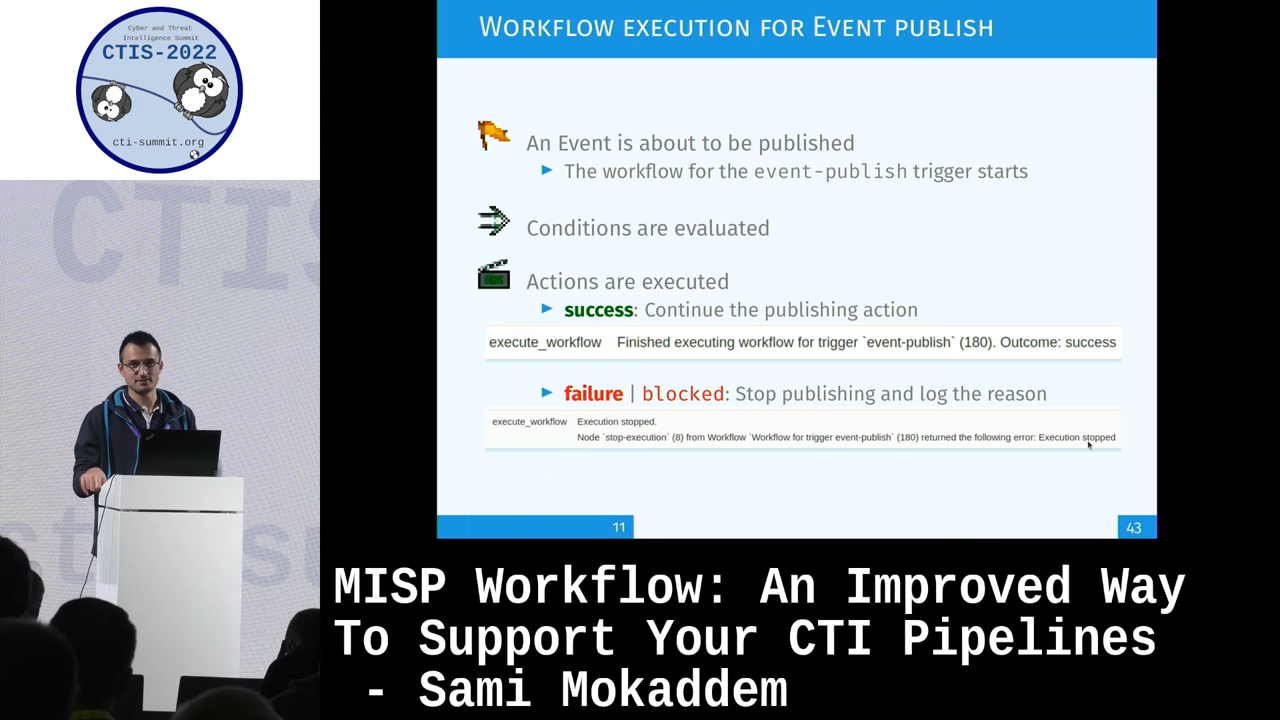 Cyber and Threat
Intelligence Summit
CTIS-2022
cti-summit.org
CTIS
WORKFLOW EXECUTION FOR EVENT PUBLISH
An Event is about to be published
The workflow for the event-publish trigger starts
Conditions are evaluated
Actions are executed
success: Continue the publishing action
execute_workflow Finished executing workflow for trigger `event-publish` (180). Outcome: success
failure | blocked: Stop publishing and log the reason
execute_workflow Execution stopped.
Node `stop-execution` (8) from Workflow `Workflow for trigger event-publish` (180) returned the following error: Execution stopped
11
43
MISP Workflow: An Improved Way
To Support Your CTI Pipelines
- Sami Mokaddem